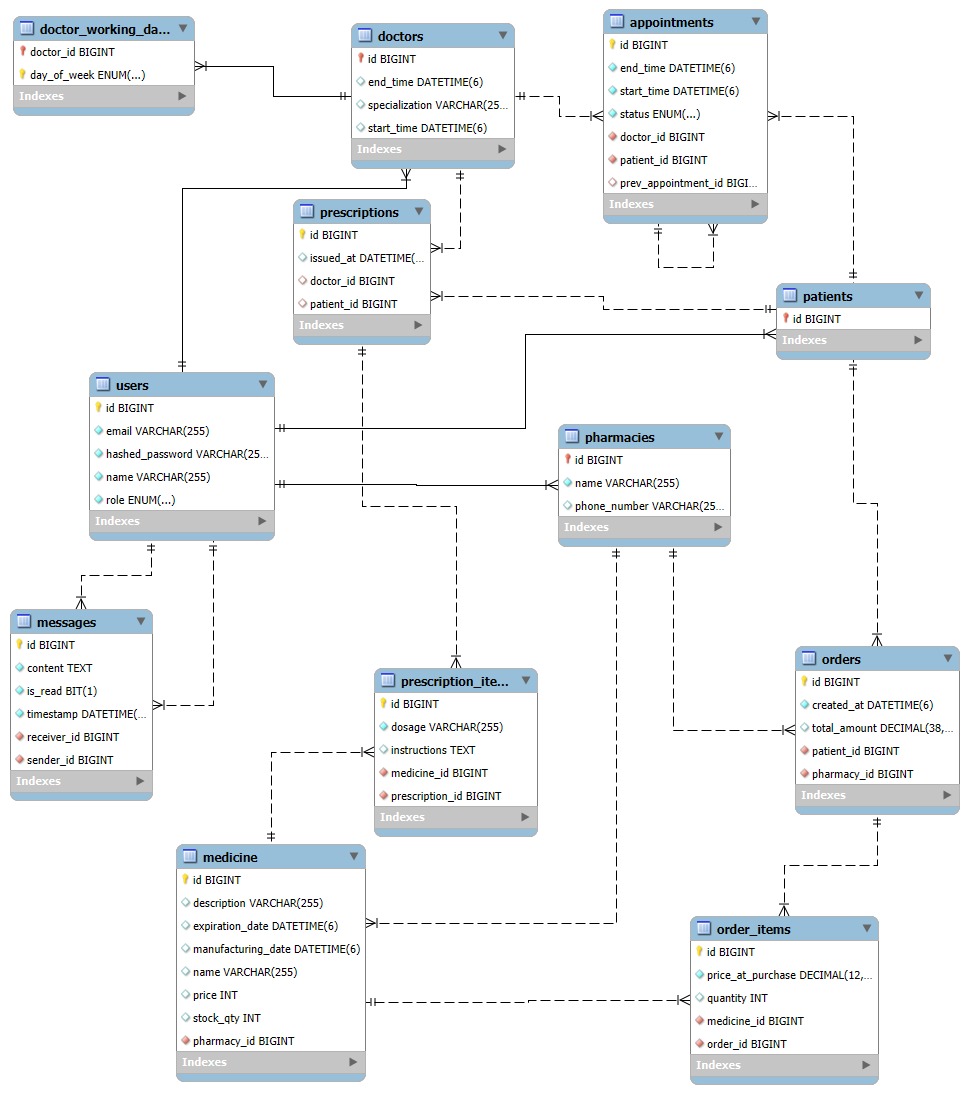 doctor_working_da...
doctor_id BIGINT
day_of_week ENUM(...)
Indexes
doctors
id BIGINT
end_time DATETIME(6)
specialization VARCHAR(25...
start_time DATETIME(6)
Indexes
appointments
id BIGINT
end_time DATETIME(6)
start_time DATETIME(6)
status ENUM(...)
doctor_id BIGINT
patient_id BIGINT
prev_appointment_id BIGI...
Indexes
prescriptions
id BIGINT
issued_at DATETIME(...
doctor_id BIGINT
patient_id BIGINT
Indexes
patients
id BIGINT
Indexes
users
id BIGINT
email VARCHAR(255)
hashed_password VARCHAR(25...
name VARCHAR(255)
role ENUM(...)
Indexes
pharmacies
id BIGINT
name VARCHAR(255)
phone_number VARCHAR(25...
Indexes
messages
id BIGINT
content TEXT
is_read BIT(1)
timestamp DATETIME(...
receiver_id BIGINT
sender_id BIGINT
Indexes
prescription_ite...
id BIGINT
dosage VARCHAR(255)
instructions TEXT
medicine_id BIGINT
prescription_id BIGINT
Indexes
orders
id BIGINT
created_at DATETIME(6)
total_amount DECIMAL(38,...
patient_id BIGINT
pharmacy_id BIGINT
Indexes
medicine
id BIGINT
description VARCHAR(255)
expiration_date DATETIME(6)
manufacturing_date DATETIME(6)
name VARCHAR(255)
price INT
stock_qty INT
pharmacy_id BIGINT
Indexes
order_items
id BIGINT
price_at_purchase DECIMAL(12,...
quantity INT
medicine_id BIGINT
order_id BIGINT
Indexes